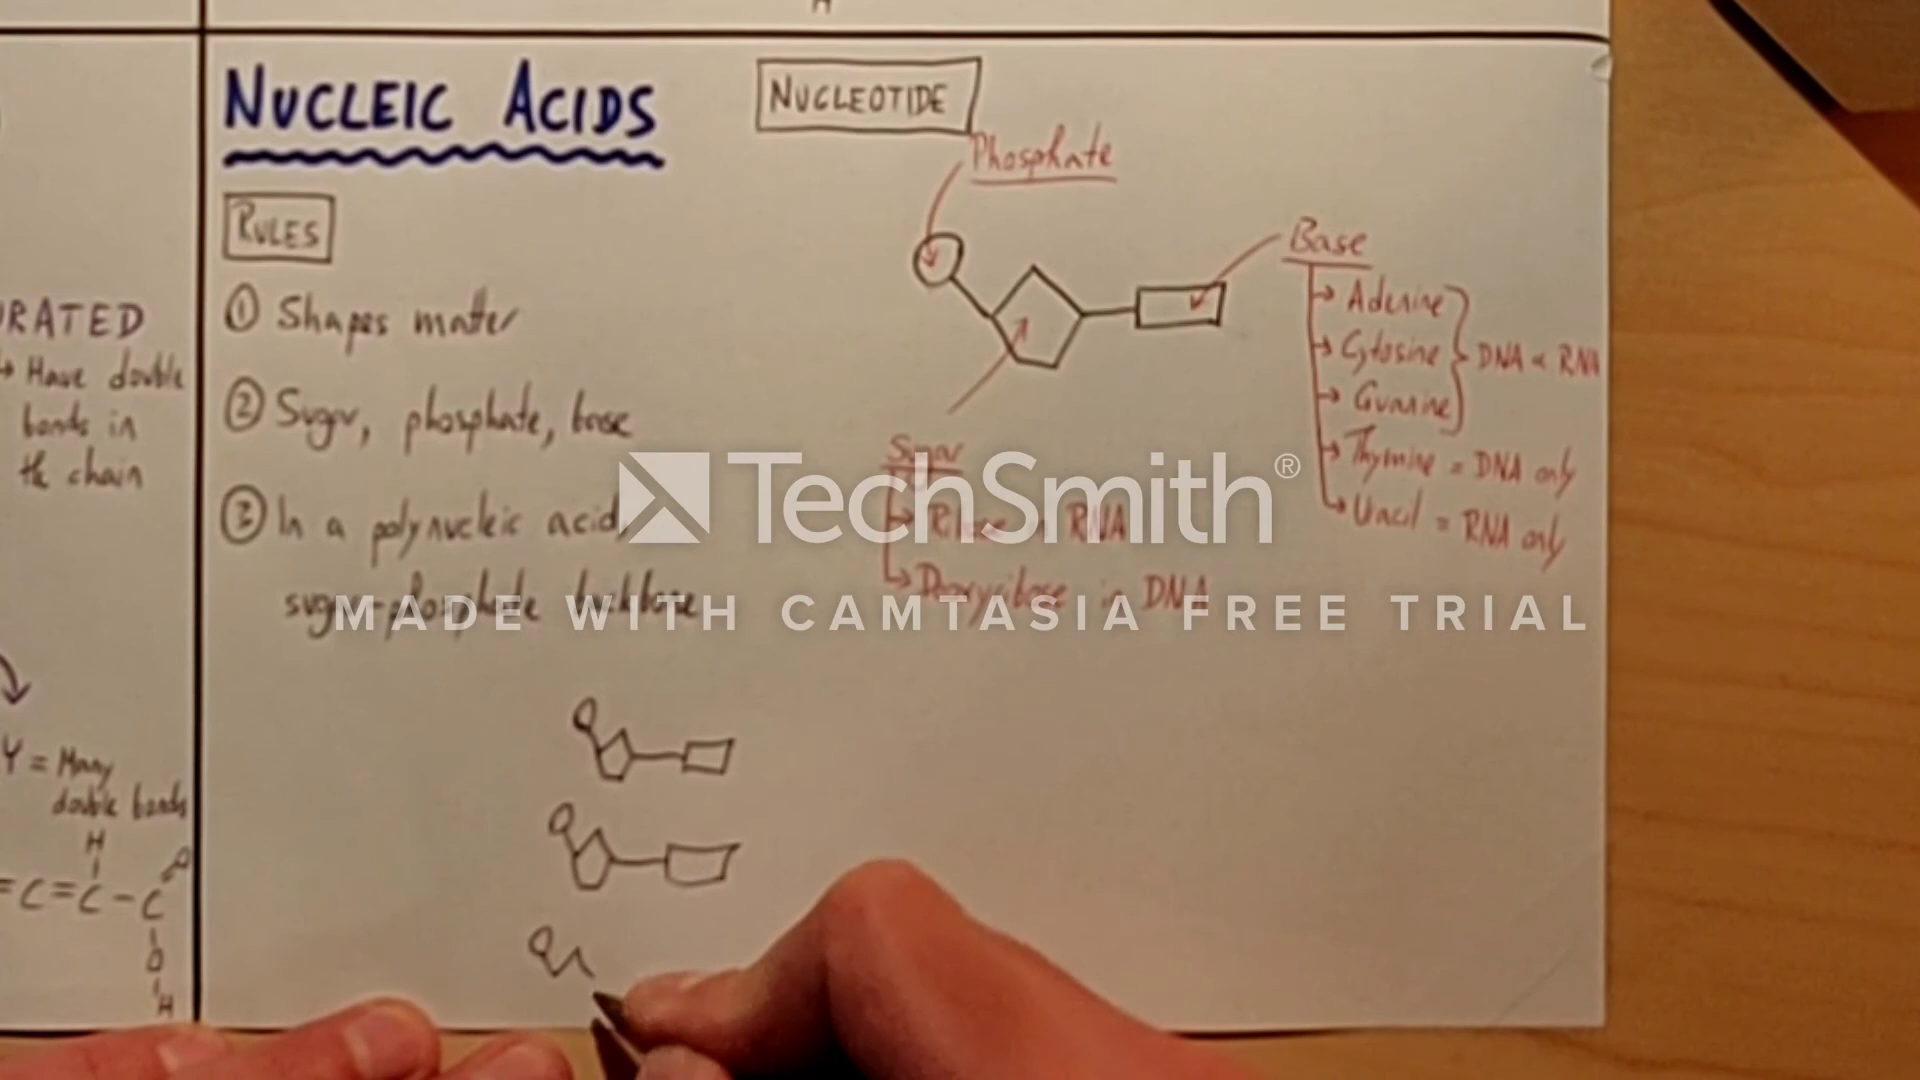 H
NUCLEIC ACIDS
RULES
① Shapes matter
② Sugar, phosphate, base
③ In a polynucleic acid,
sugar-phosphate backbone
NUCLEOTIDE
Phosphate
Base
→ Adenine
→ Cytosine } DNA & RNA
→ Guanine
→ Thymine = DNA only
→ Uracil = RNA only
Sugar
→ Ribose in RNA
→ Deoxyribose in DNA
TechSmith®
MADE WITH CAMTASIA FREE TRIAL
RATED
→ Have double
bonds in
the chain
Y = Many
double bonds
H
=C=C-C
O
O
H